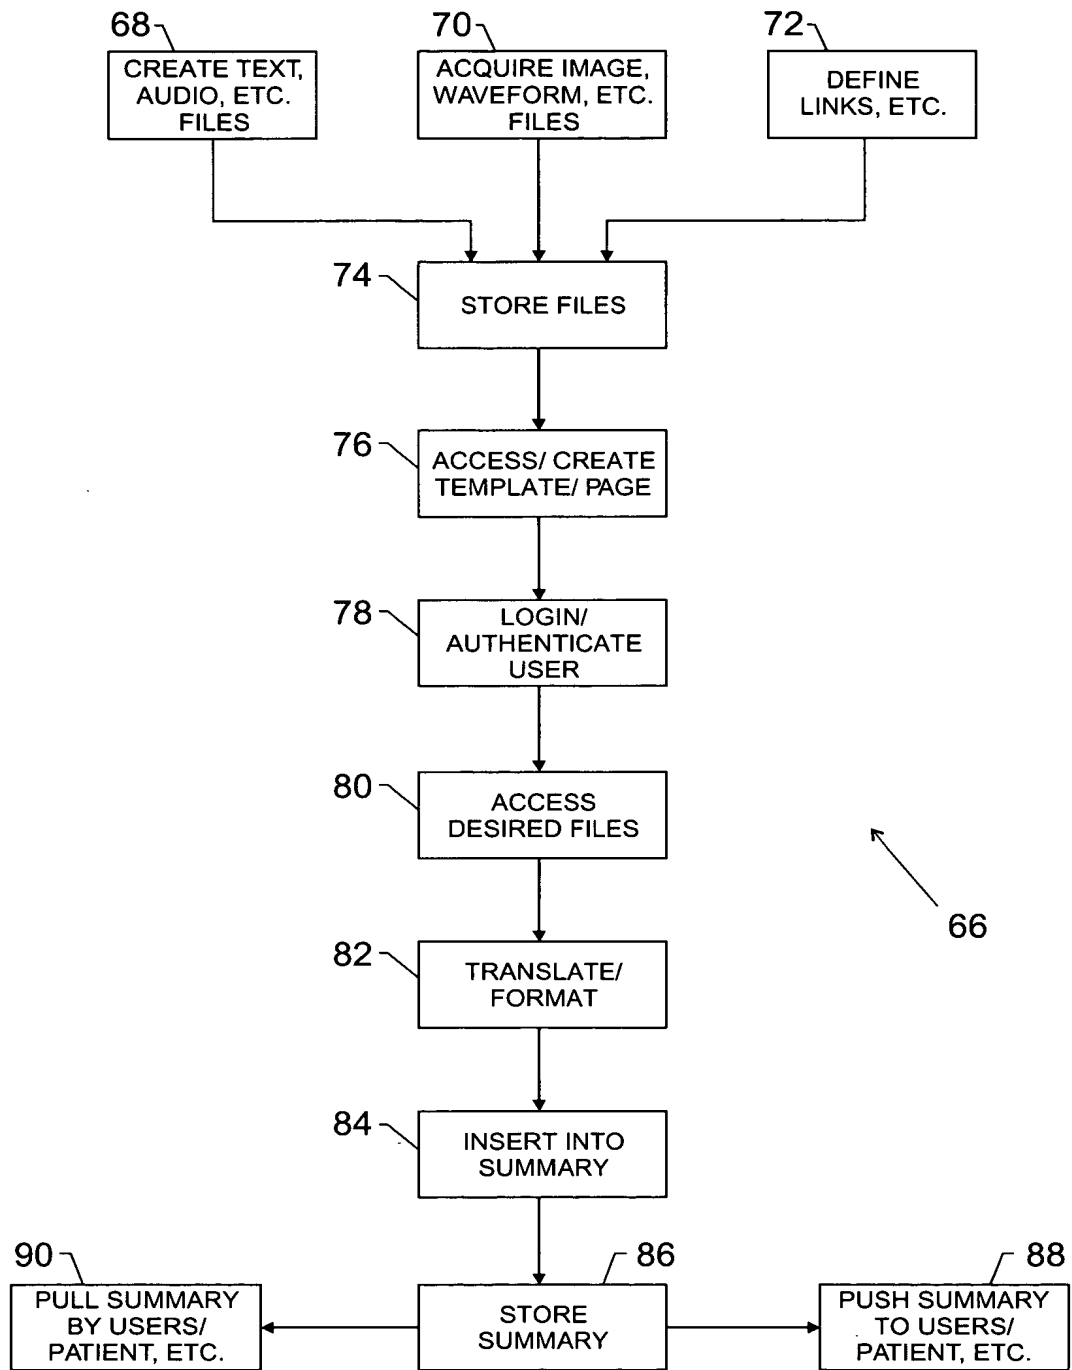 68
CREATE TEXT,
AUDIO, ETC.
FILES
70
ACQUIRE IMAGE,
WAVEFORM, ETC.
FILES
72
DEFINE
LINKS, ETC.
74
STORE FILES
76
ACCESS/ CREATE
TEMPLATE/ PAGE
78
LOGIN/
AUTHENTICATE
USER
80
ACCESS
DESIRED FILES
66
82
TRANSLATE/
FORMAT
84
INSERT INTO
SUMMARY
90
PULL SUMMARY
BY USERS/
PATIENT, ETC.
86
STORE
SUMMARY
88
PUSH SUMMARY
TO USERS/
PATIENT, ETC.